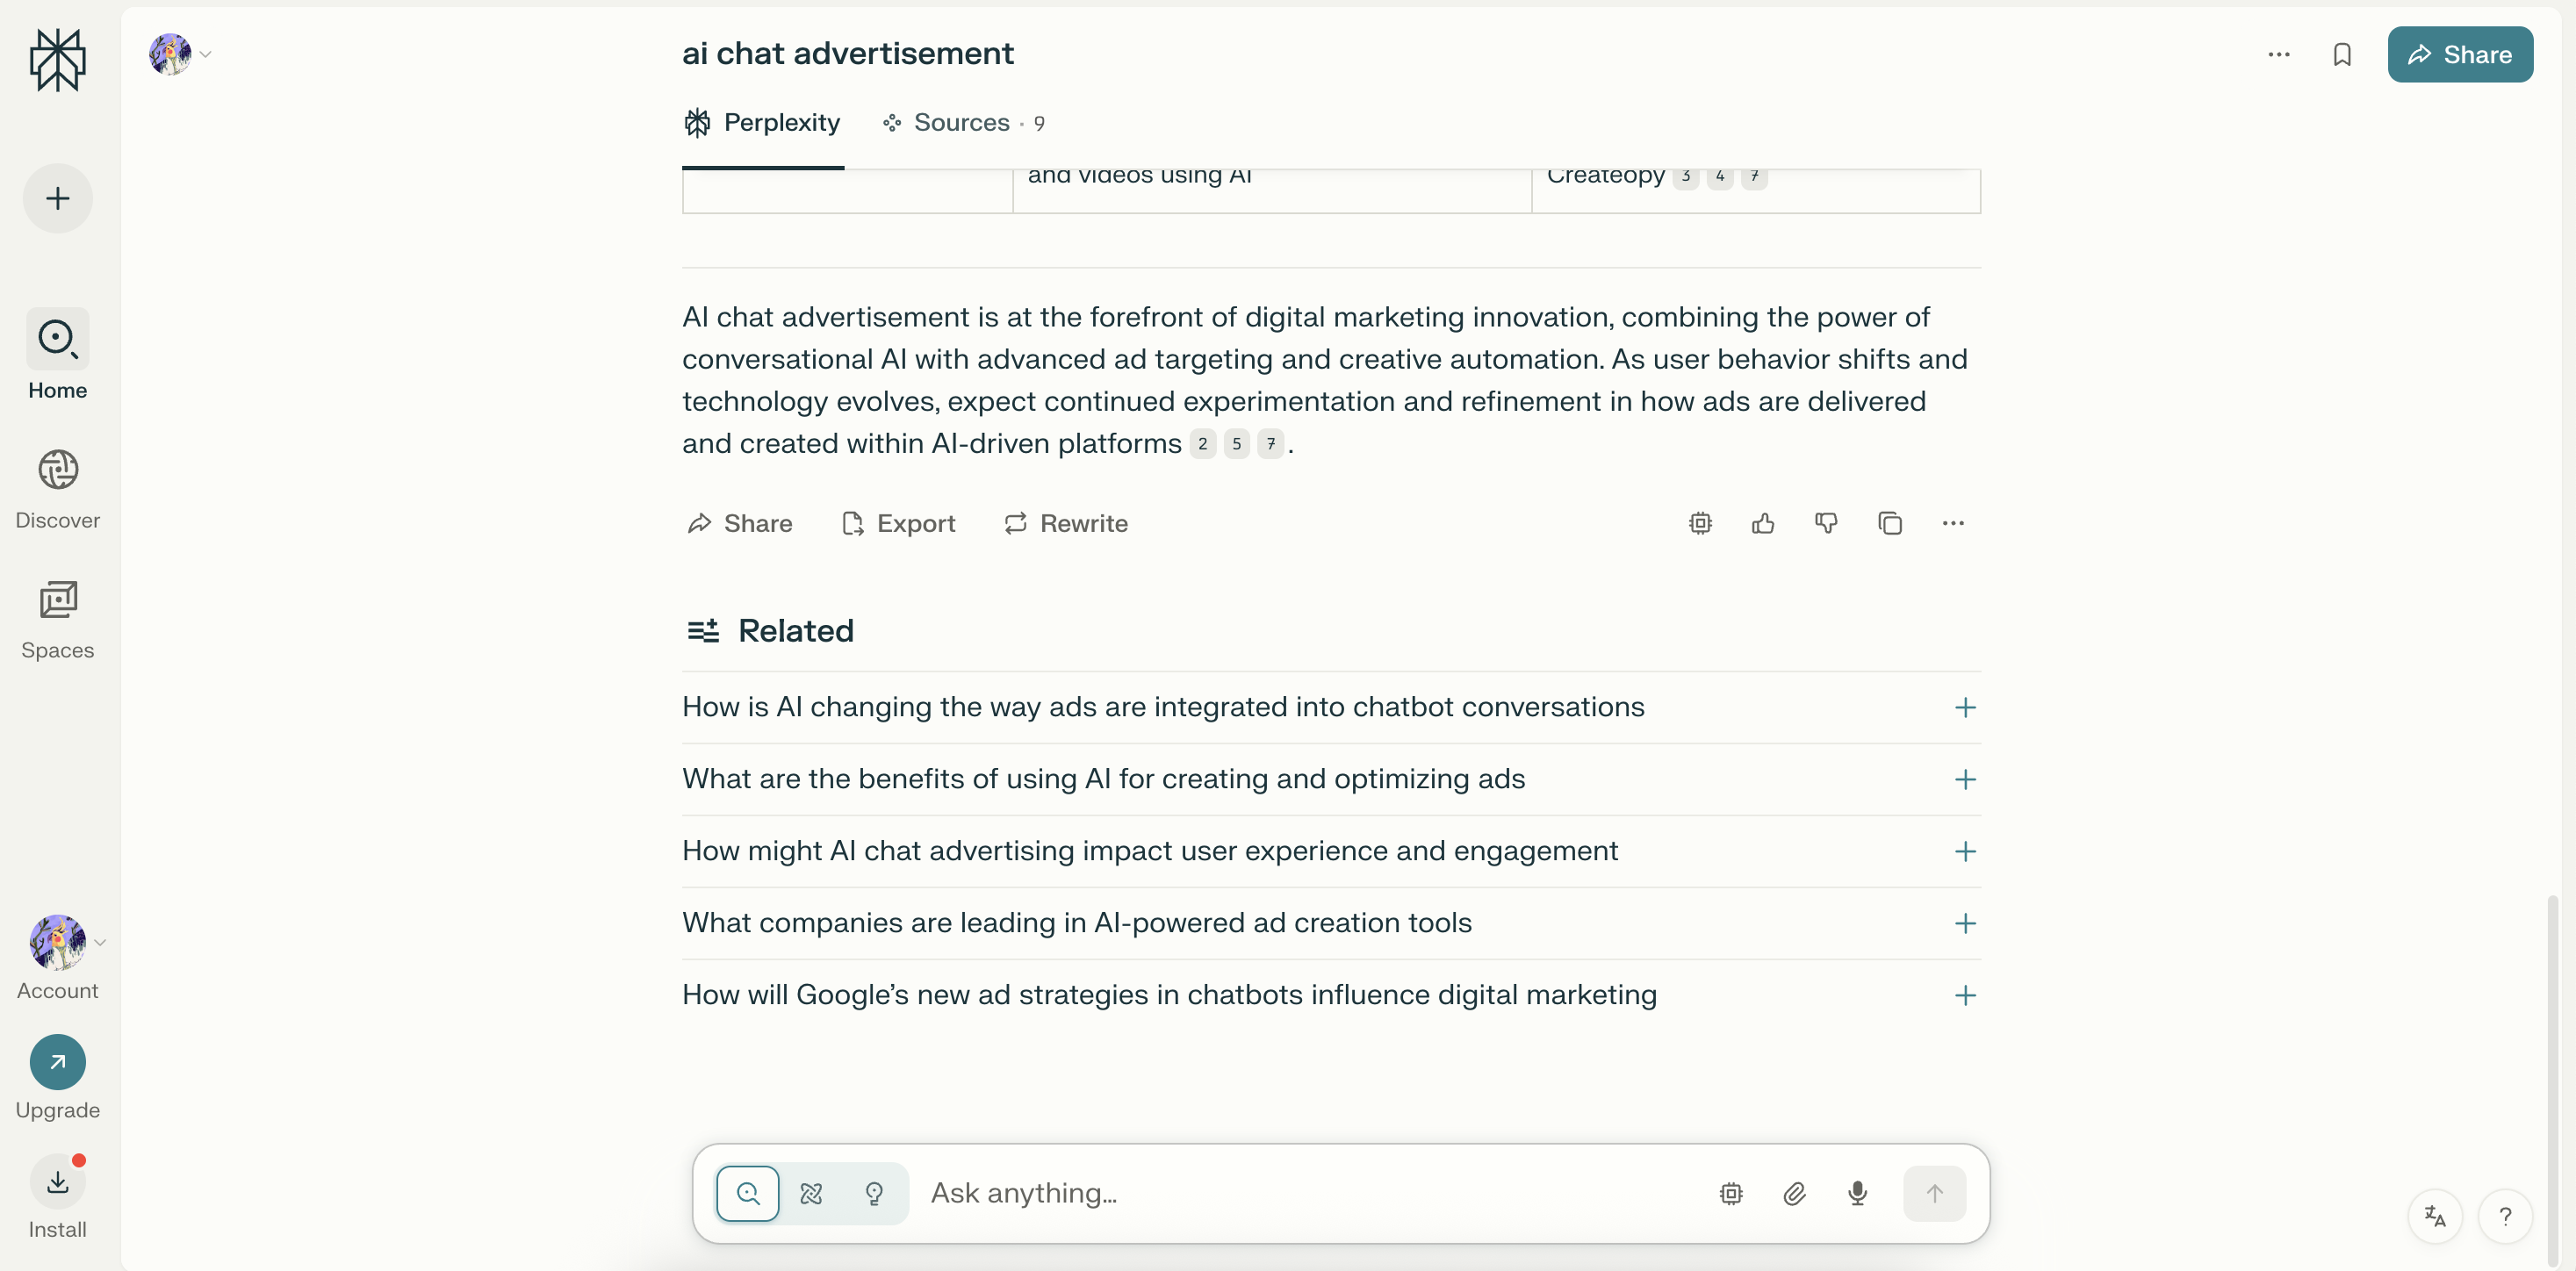 ai chat advertisement
Share
Perplexity
Sources · 9
and videos using AI
Createopy 3 4 7
AI chat advertisement is at the forefront of digital marketing innovation, combining the power of
conversational AI with advanced ad targeting and creative automation. As user behavior shifts and
technology evolves, expect continued experimentation and refinement in how ads are delivered
and created within AI-driven platforms 2 5 7 .
Share
Export
Rewrite
Related
How is AI changing the way ads are integrated into chatbot conversations
What are the benefits of using AI for creating and optimizing ads
How might AI chat advertising impact user experience and engagement
What companies are leading in AI-powered ad creation tools
How will Google’s new ad strategies in chatbots influence digital marketing
Ask anything…
Home
Discover
Spaces
Account
Upgrade
Install
?